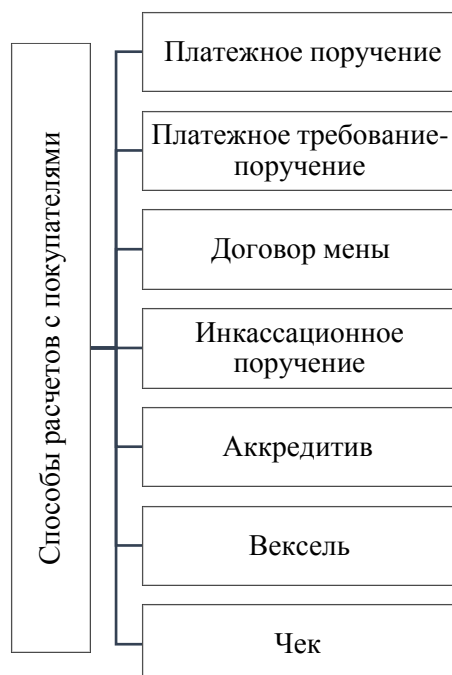 Способы расчетов с покупателями
Платежное поручение
Платежное требование-
поручение
Договор мены
Инкассационное
поручение
Аккредитив
Вексель
Чек